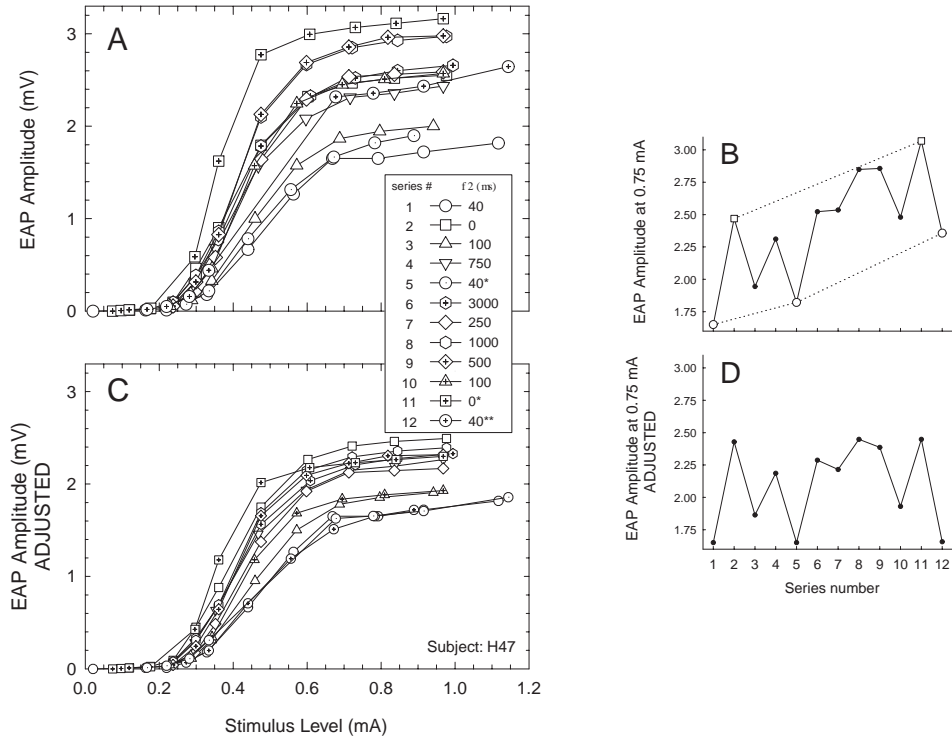 A
EAP Amplitude (mV)
3
2
1
0
series # f2 (ms)
1 40
2 0
3 100
4 750
5 40*
6 3000
7 250
8 1000
9 500
10 100
11 0*
12 40**
B
EAP Amplitude at 0.75 mA
3.00
2.75
2.50
2.25
2.00
1.75
C
EAP Amplitude (mV)
ADJUSTED
3
2
1
0
Subject: H47
0.0 0.2 0.4 0.6 0.8 1.0 1.2
Stimulus Level (mA)
D
EAP Amplitude at 0.75 mA
ADJUSTED
3.00
2.75
2.50
2.25
2.00
1.75
1 2 3 4 5 6 7 8 9 10 11 12
Series number